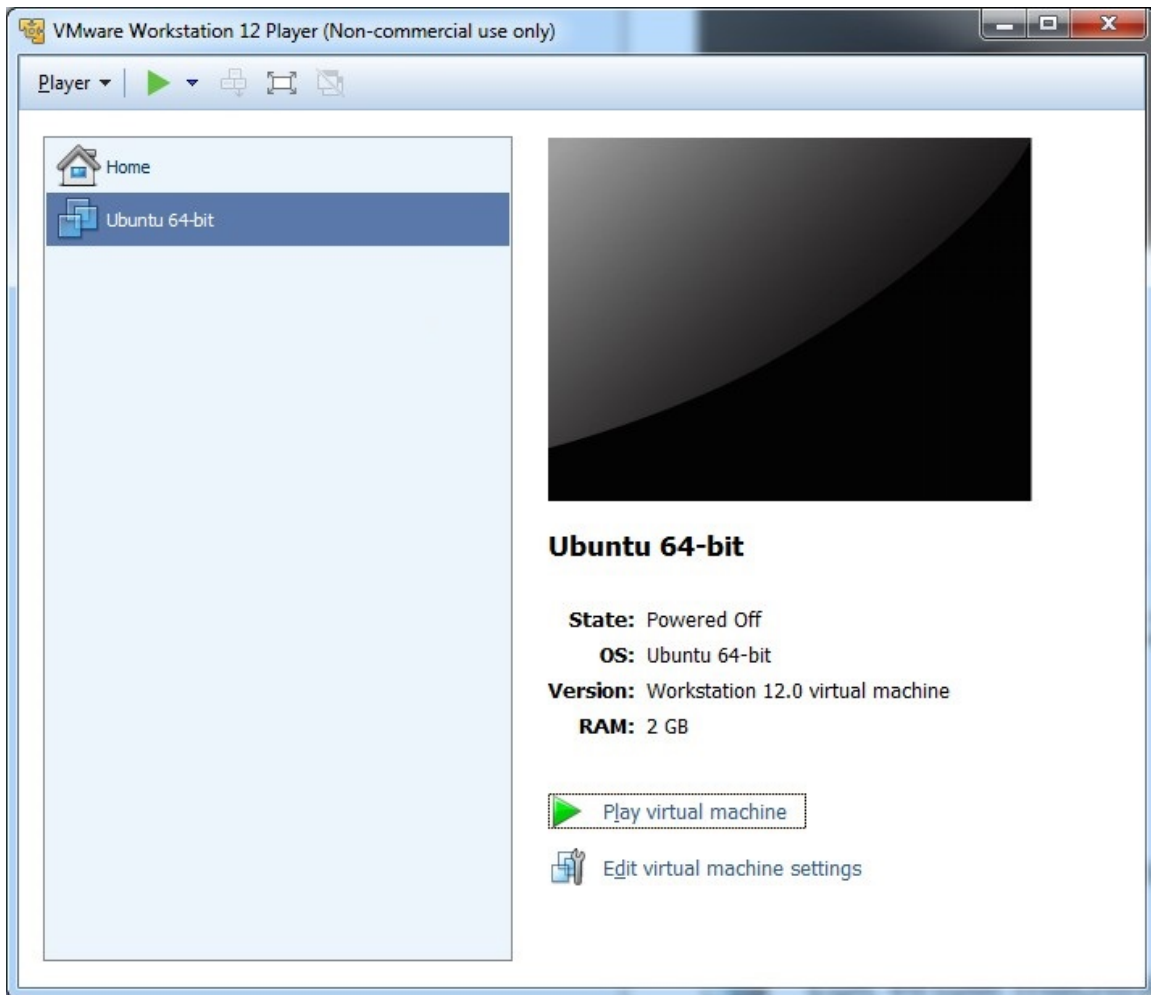 VMware Workstation 12 Player (Non-commercial use only)
Player
Home
Ubuntu 64-bit
Ubuntu 64-bit
State: Powered Off
OS: Ubuntu 64-bit
Version: Workstation 12.0 virtual machine
RAM: 2 GB
Play virtual machine
Edit virtual machine settings